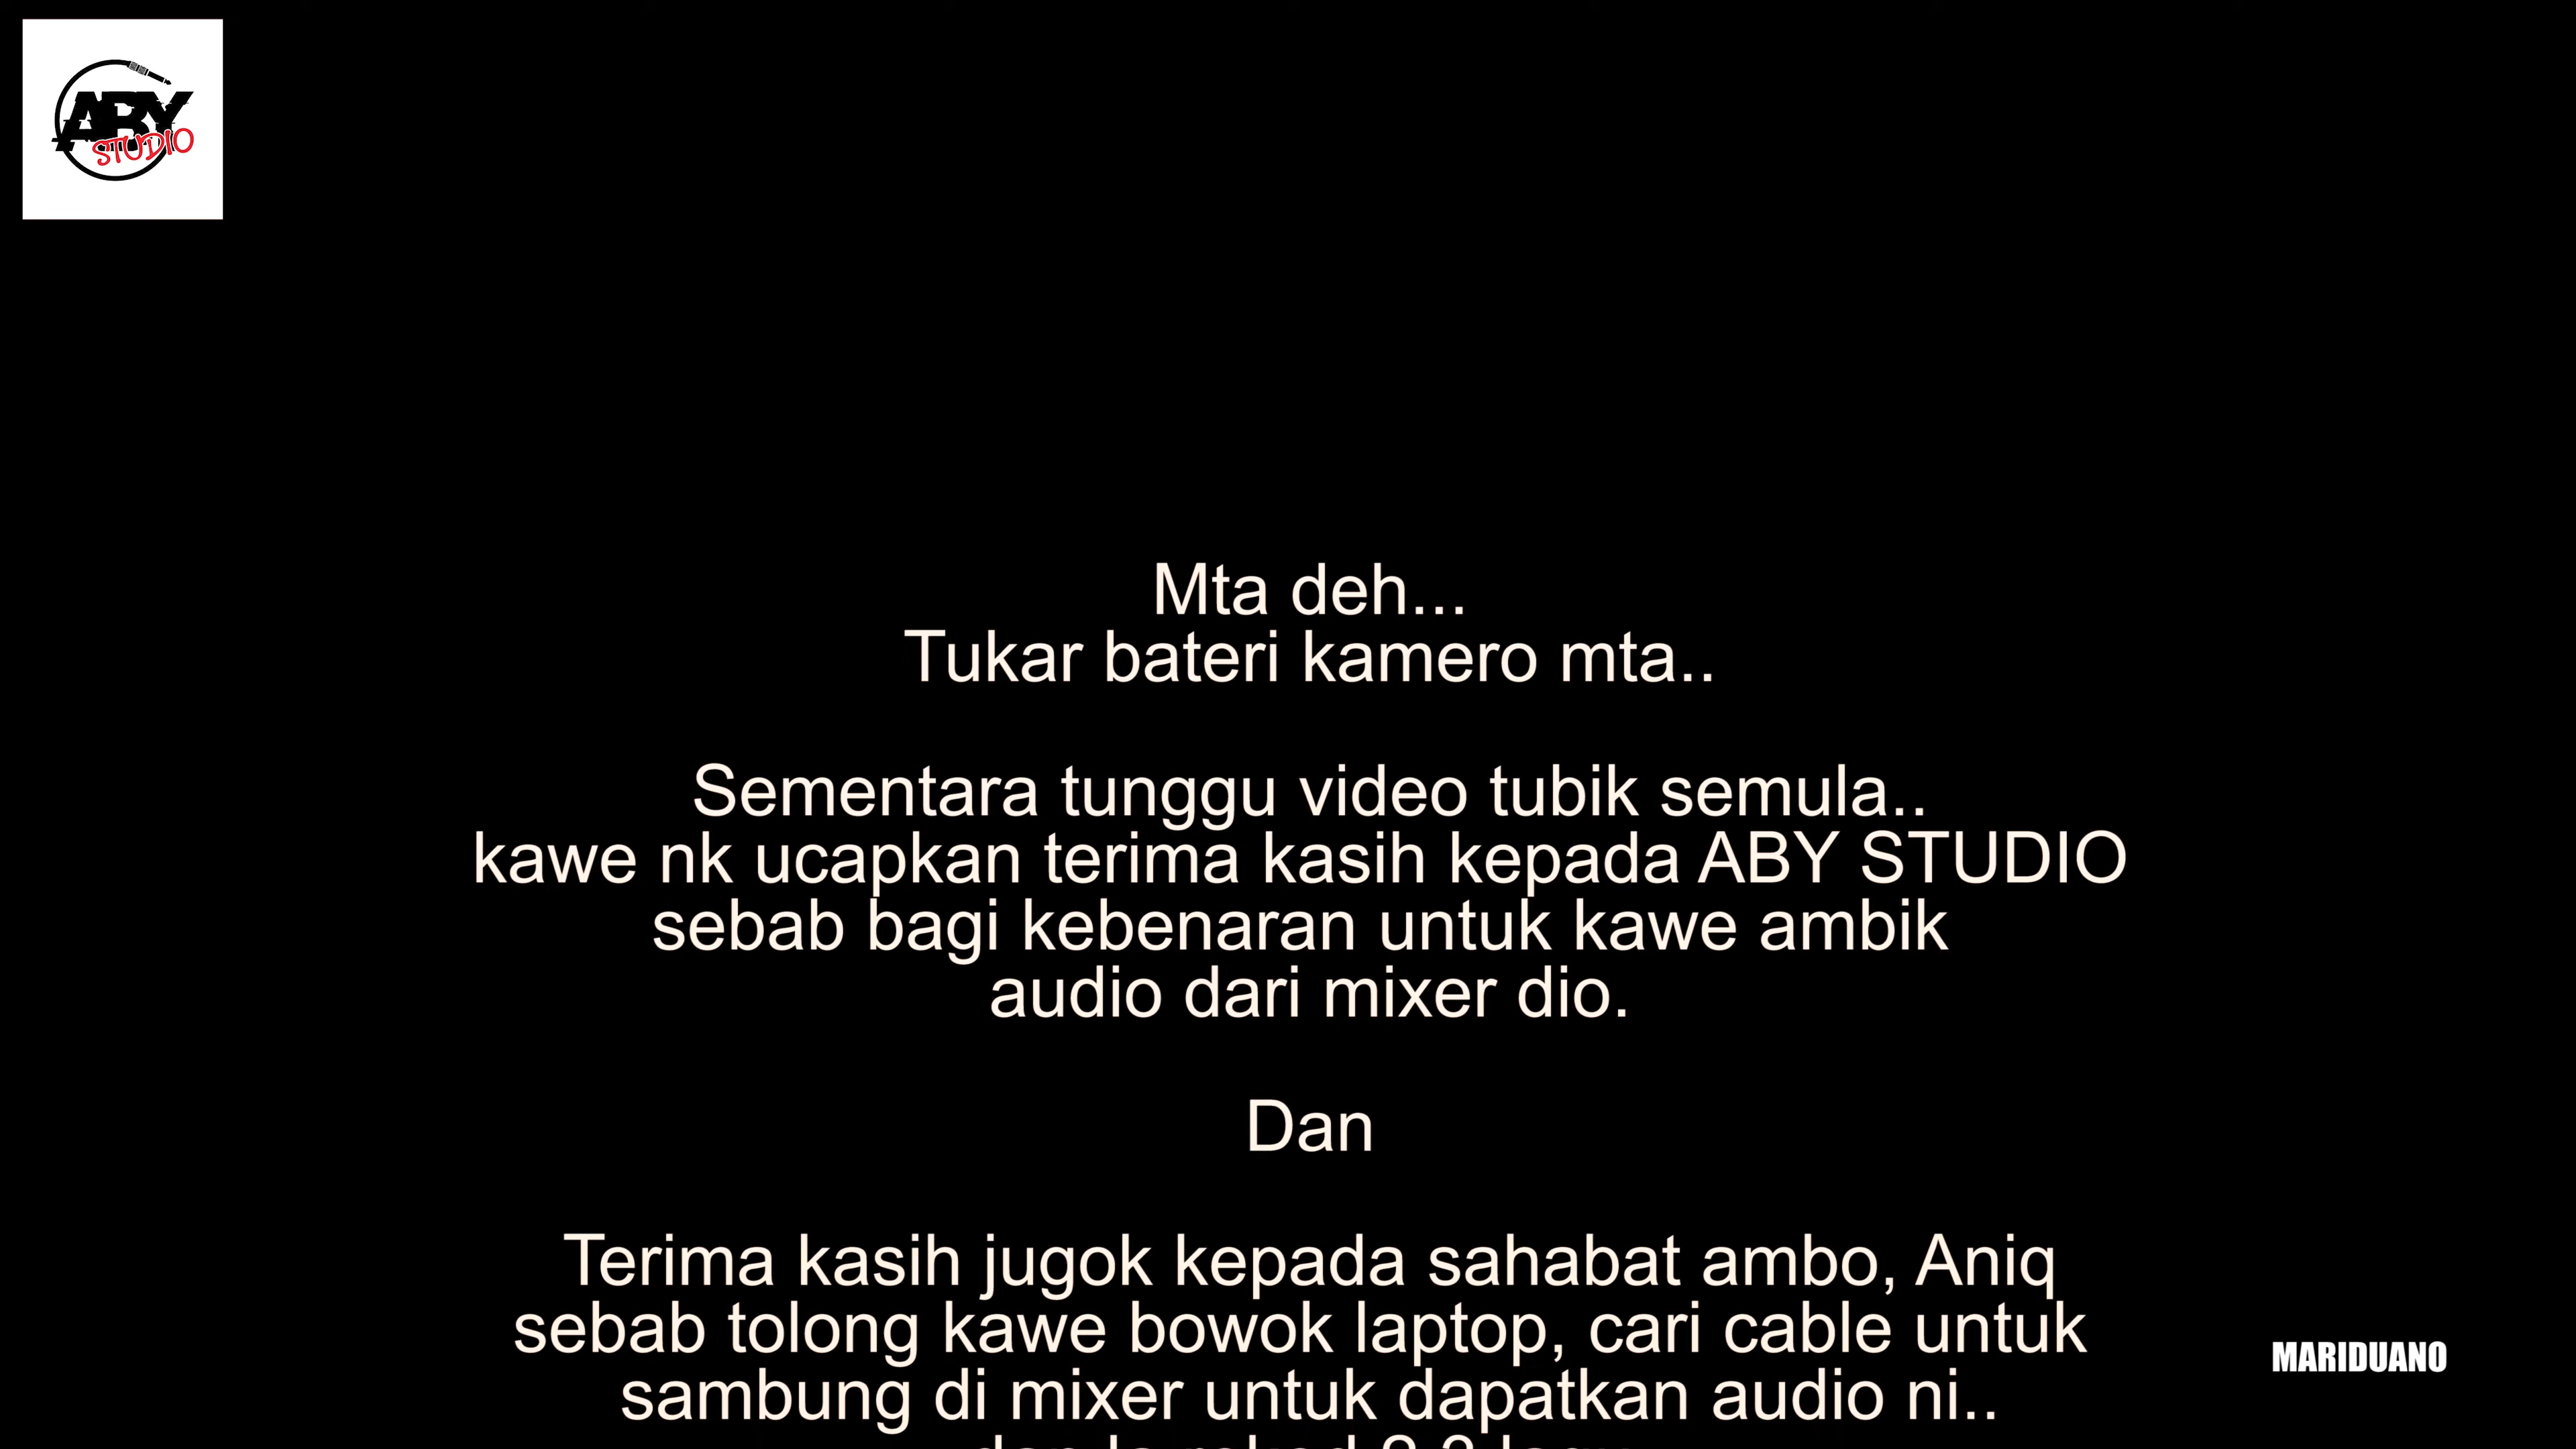 ABY
STUDIO
Mta deh...
Tukar bateri kamero mta..
Sementara tunggu video tubik semula..
kawe nk ucapkan terima kasih kepada ABY STUDIO
sebab bagi kebenaran untuk kawe ambik
audio dari mixer dio.
Dan
Terima kasih jugok kepada sahabat ambo, Aniq
sebab tolong kawe bowok laptop, cari cable untuk
sambung di mixer untuk dapatkan audio ni..
MARIDUANO